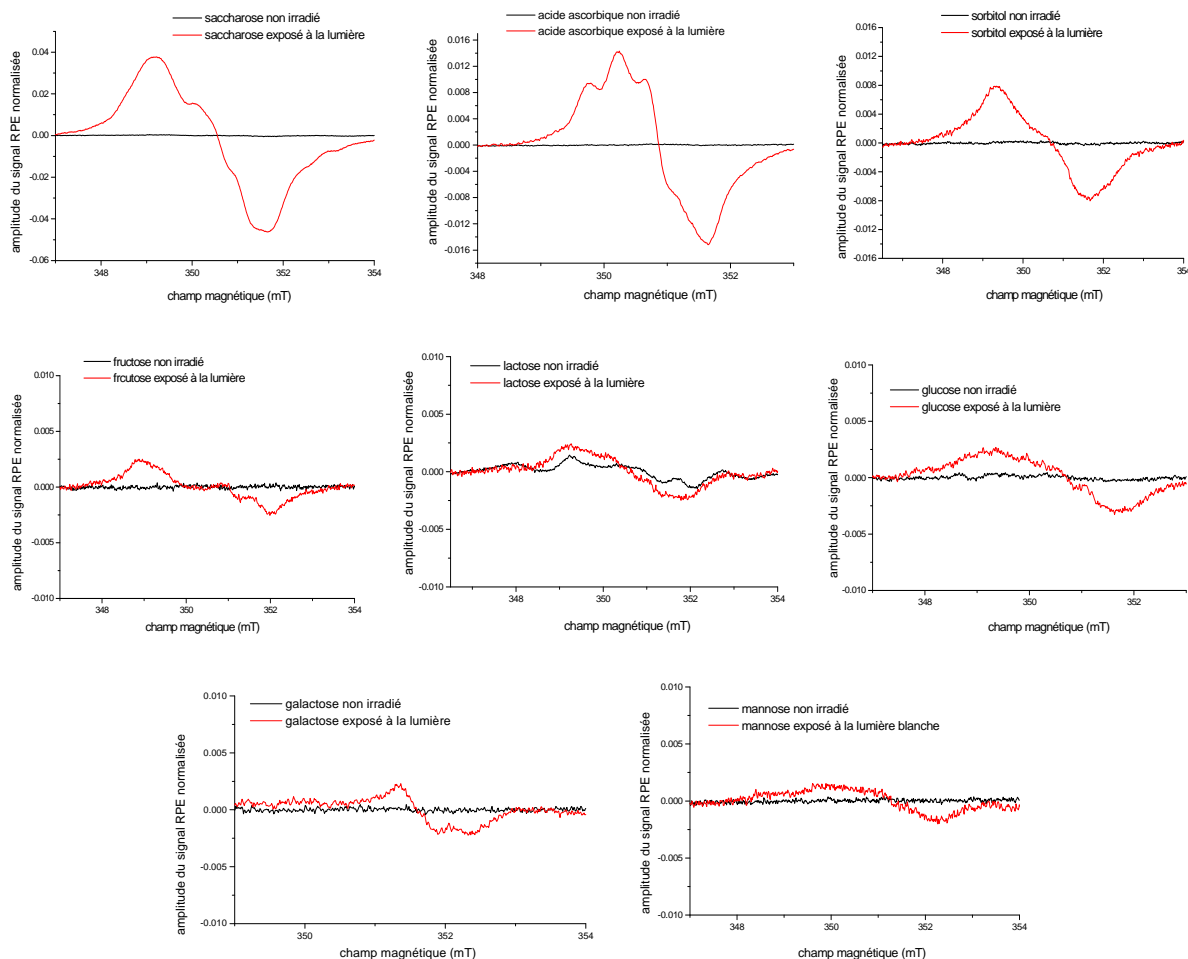 saccharose non irradié
saccharose exposé à la lumière
0.04
0.02
0.00
-0.02
-0.04
-0.06
348
350
352
354
amplitude du signal RPE normalisée
champ magnétique (mT)
acide ascorbique non irradié
acide ascorbique exposé à la lumière
0.016
0.012
0.008
0.004
0.000
-0.004
-0.008
-0.012
-0.016
348
350
352
amplitude du signal RPE normalisée
champ magnétique (mT)
sorbitol non irradié
sorbitol exposé à la lumière
0.016
0.012
0.008
0.004
0.000
-0.004
-0.008
-0.012
-0.016
348
350
352
354
amplitude du signal RPE normalisée
champ magnétique (mT)
fructose non irradié
frcutose exposé à la lumière
0.010
0.005
0.000
-0.005
-0.010
348
350
352
354
amplitude du signal RPE normalisée
champ magnétique (mT)
lactose non irradié
lactose exposé à la lumière
0.010
0.005
0.000
-0.005
-0.010
348
350
352
354
amplitude du signal RPE normalisée
champ magnétique (mT)
glucose non irradié
glucose exposé à la lumière
0.010
0.005
0.000
-0.005
-0.010
348
350
352
amplitude du signal RPE normalisée
champ magnétique (mT)
galactose non irradié
galactose exposé à la lumière
0.010
0.005
0.000
-0.005
-0.010
350
352
354
amplitude du signal RPE normalisée
champ magnétique (mT)
mannose non irradié
mannose exposé à la lumière blanche
0.010
0.005
0.000
-0.005
-0.010
348
350
352
354
amplitude du signal RPE normalisée
champ magnétique (mT)